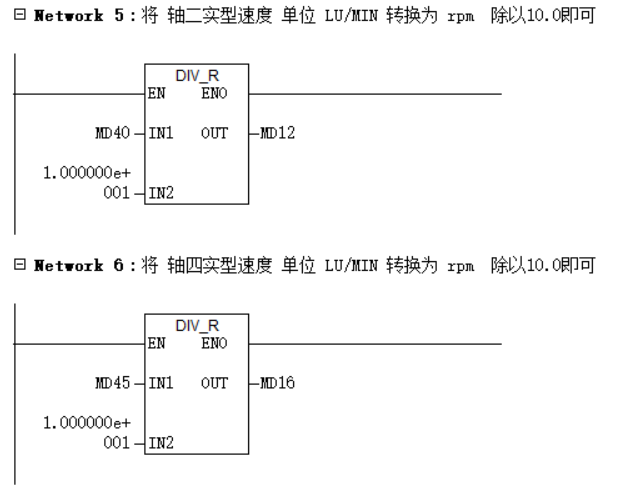 Network 5:将 轴二实型速度 单位 LU/MIN 转换为 rpm 除以10.0即可
DIV_R
EN ENO
MD40 IN1 OUT MD12
1.000000e+
001 IN2
Network 6:将 轴四实型速度 单位 LU/MIN 转换为 rpm 除以10.0即可
DIV_R
EN ENO
MD45 IN1 OUT MD16
1.000000e+
001 IN2